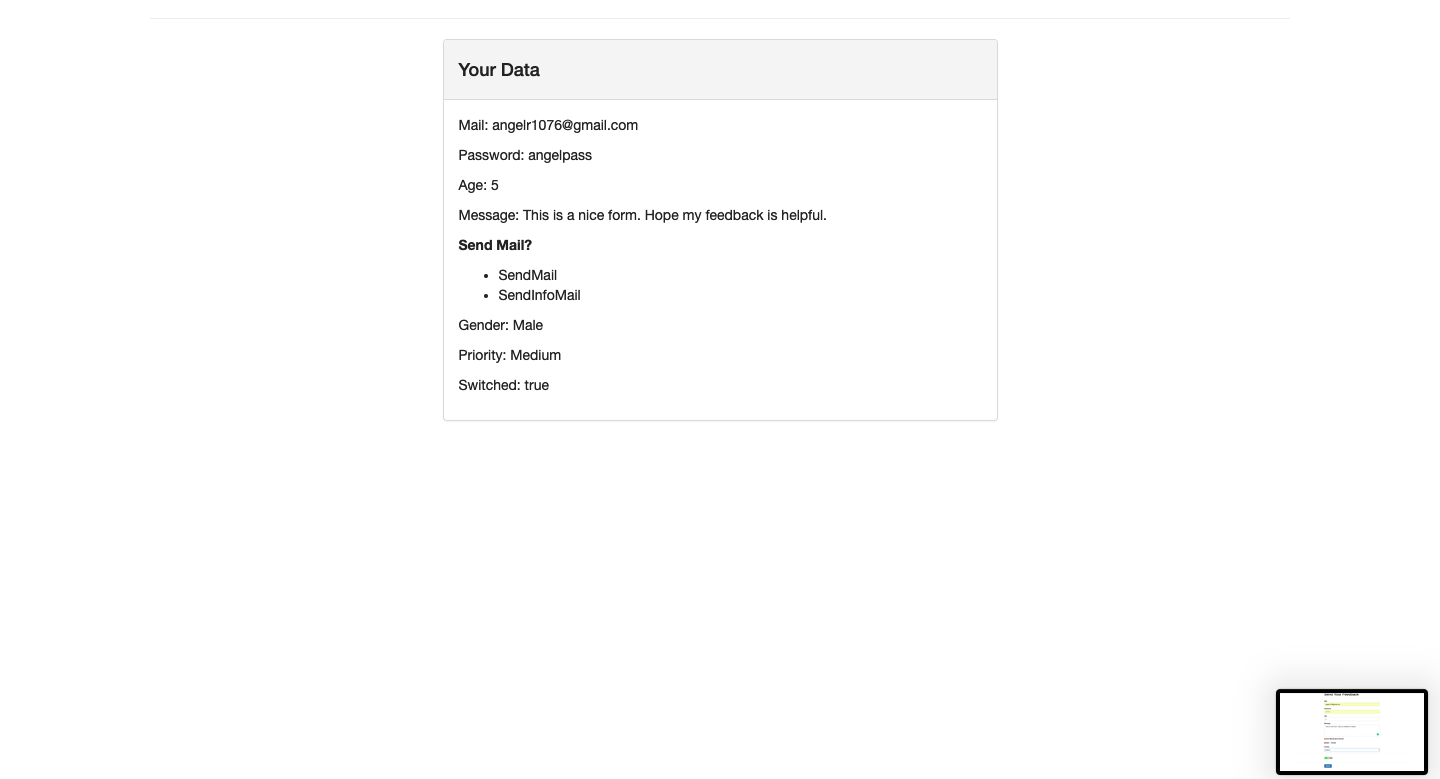 Your Data
Mail: angelr1076@gmail.com
Password: angelpass
Age: 5
Message: This is a nice form. Hope my feedback is helpful.
Send Mail?
• SendMail
• SendInfoMail
Gender: Male
Priority: Medium
Switched: true